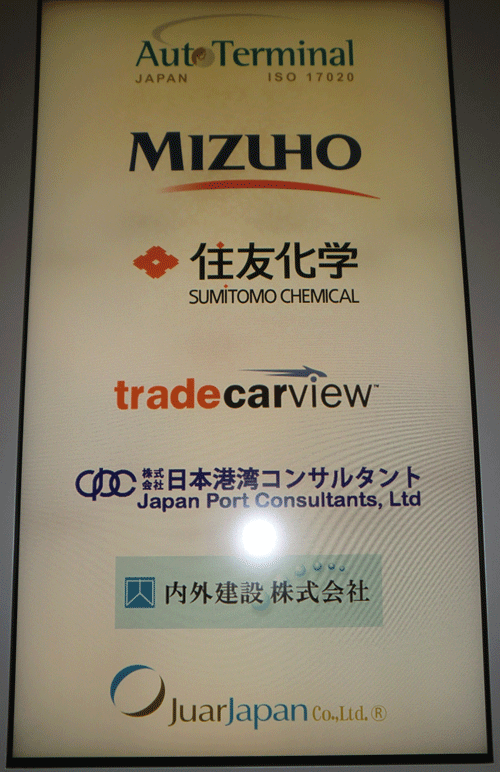 AutoTerminal
JAPAN ISO 17020
MIZUHO
住友化学
SUMITOMO CHEMICAL
tradecarview™
株式会社日本港湾コンサルタント
Japan Port Consultants, Ltd
内外建設 株式会社
JuarJapan Co.,Ltd.®